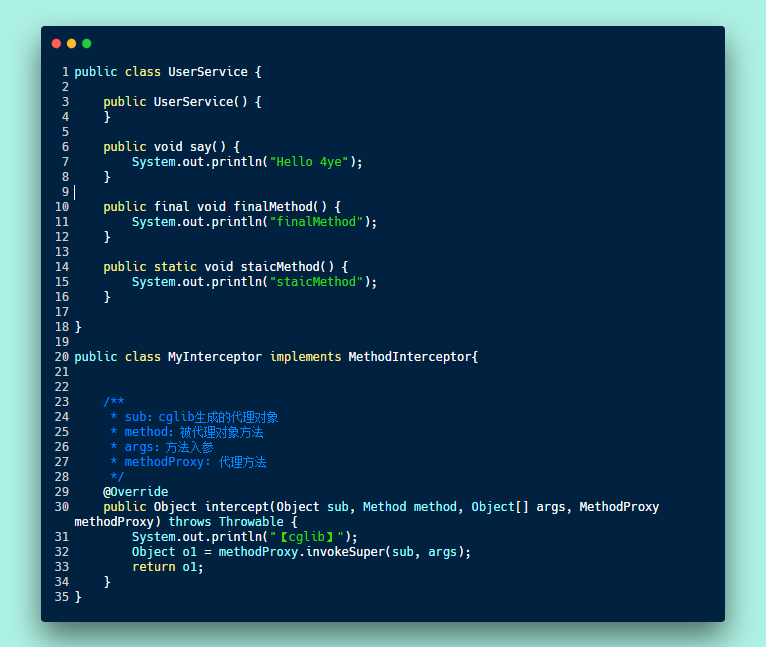 1 public class UserService {
2
3     public UserService() {
4     }
5
6     public void say() {
7         System.out.println("Hello 4ye");
8     }
9
10     public final void finalMethod() {
11         System.out.println("finalMethod");
12     }
13
14     public static void staicMethod() {
15         System.out.println("staicMethod");
16     }
17
18 }
19
20 public class MyInterceptor implements MethodInterceptor{
21
22
23     /**
24      * sub：cglib生成的代理对象
25      * method：被代理对象方法
26      * args：方法入参
27      * methodProxy: 代理方法
28      */
29     @Override
30     public Object intercept(Object sub, Method method, Object[] args, MethodProxy
methodProxy) throws Throwable {
31         System.out.println("【cglib】");
32         Object o1 = methodProxy.invokeSuper(sub, args);
33         return o1;
34     }
35 }